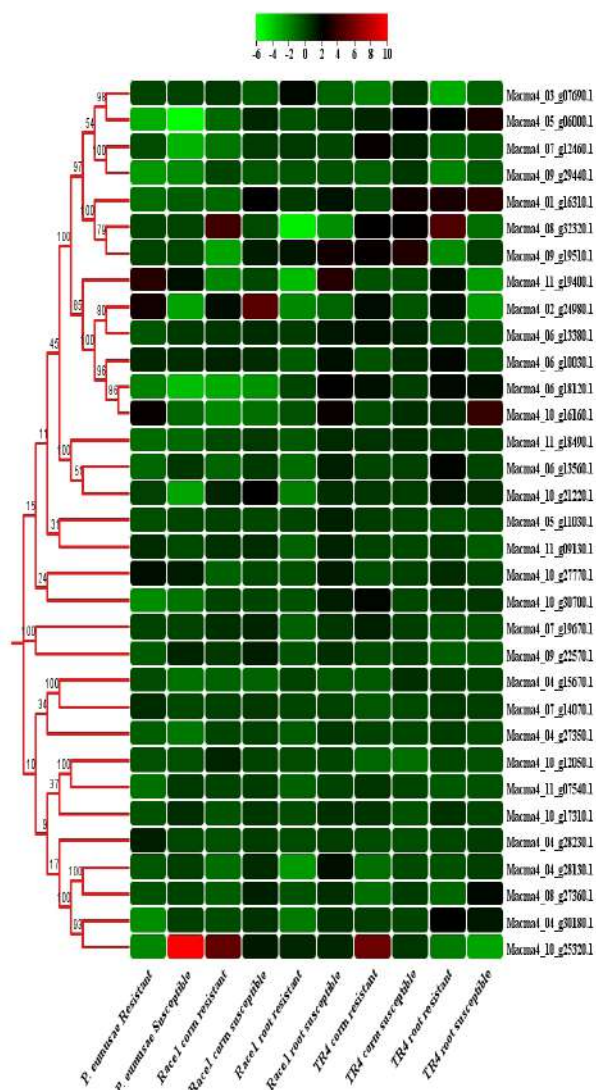 -6 -4 -2 0 2 4 6 8 10
Macma4_03_g07690.1
Macma4_05_g06000.1
Macma4_07_g12460.1
Macma4_09_g29440.1
Macma4_01_g16310.1
Macma4_08_g32320.1
Macma4_09_g19510.1
Macma4_11_g19400.1
Macma4_02_g24980.1
Macma4_06_g13380.1
Macma4_06_g10030.1
Macma4_06_g18120.1
Macma4_10_g16160.1
Macma4_11_g18490.1
Macma4_06_g13560.1
Macma4_10_g21220.1
Macma4_05_g11030.1
Macma4_11_g09130.1
Macma4_10_g27770.1
Macma4_10_g30700.1
Macma4_07_g19670.1
Macma4_09_g22570.1
Macma4_04_g15670.1
Macma4_07_g14070.1
Macma4_04_g27350.1
Macma4_10_g12050.1
Macma4_11_g07540.1
Macma4_10_g17310.1
Macma4_04_g28230.1
Macma4_04_g28130.1
Macma4_08_g27360.1
Macma4_04_g30180.1
Macma4_10_g25320.1
98
54
100
97
100
100
79
85
80
100
96
86
45
100
51
11
31
15
24
100
100
34
10
100
37
9
17
100
100
93
P. eumusae Resistant
P. eumusae Susceptible
Race1 corm resistant
Race1 corm susceptible
Race1 root resistant
Race1 root susceptible
TR4 corm resistant
TR4 corm susceptible
TR4 root resistant
TR4 root susceptible